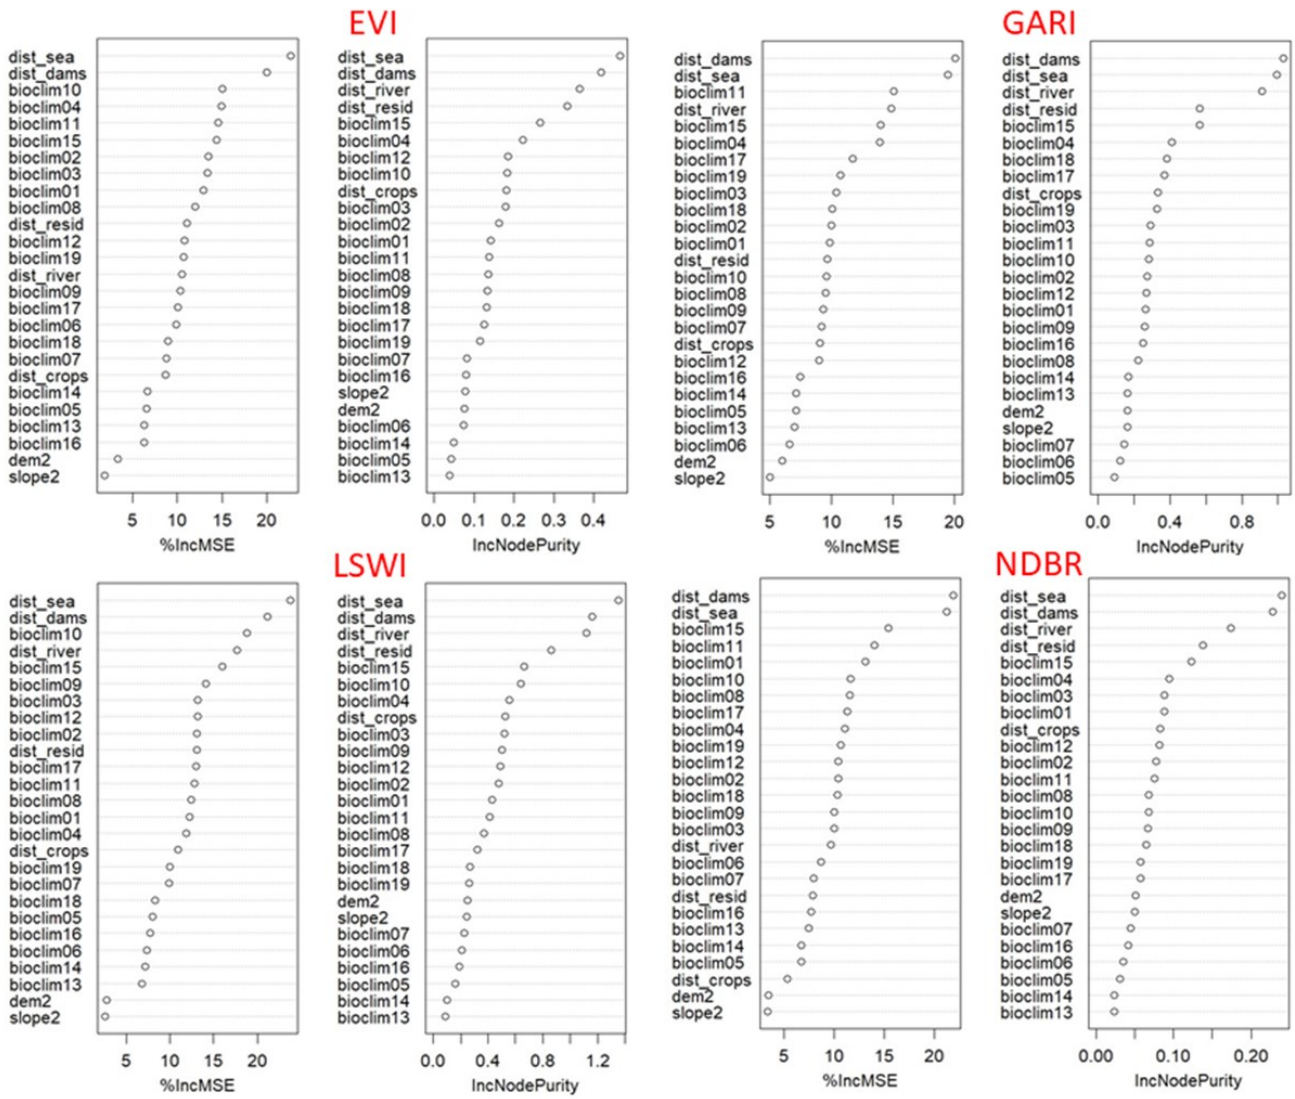 EVI
dist_sea
dist_dams
bioclim10
bioclim04
bioclim11
bioclim15
bioclim02
bioclim03
bioclim01
bioclim08
dist_resid
bioclim12
bioclim19
dist_river
bioclim09
bioclim17
bioclim06
bioclim18
bioclim07
dist_crops
bioclim14
bioclim05
bioclim13
bioclim16
dem2
slope2
5 10 15 20
%IncMSE
dist_sea
dist_dams
dist_river
dist_resid
bioclim15
bioclim04
bioclim12
bioclim10
dist_crops
bioclim03
bioclim02
bioclim01
bioclim11
bioclim08
bioclim09
bioclim18
bioclim17
bioclim19
bioclim07
bioclim16
slope2
dem2
bioclim06
bioclim14
bioclim05
bioclim13
0.0 0.1 0.2 0.3 0.4
IncNodePurity
GARI
dist_dams
dist_sea
bioclim11
dist_river
bioclim15
bioclim04
bioclim17
bioclim19
bioclim03
bioclim18
bioclim02
bioclim01
dist_resid
bioclim10
bioclim08
bioclim09
bioclim07
dist_crops
bioclim12
bioclim16
bioclim14
bioclim05
bioclim13
bioclim06
dem2
slope2
5 10 15 20
%IncMSE
dist_dams
dist_sea
dist_river
dist_resid
bioclim15
bioclim04
bioclim18
bioclim17
dist_crops
bioclim19
bioclim03
bioclim11
bioclim10
bioclim02
bioclim12
bioclim01
bioclim09
bioclim16
bioclim08
bioclim14
bioclim13
dem2
slope2
bioclim07
bioclim06
bioclim05
0.0 0.4 0.8
IncNodePurity
LSWI
dist_sea
dist_dams
bioclim10
dist_river
bioclim15
bioclim09
bioclim03
bioclim12
bioclim02
dist_resid
bioclim17
bioclim11
bioclim08
bioclim01
bioclim04
dist_crops
bioclim19
bioclim07
bioclim18
bioclim05
bioclim16
bioclim06
bioclim14
bioclim13
dem2
slope2
5 10 15 20
%IncMSE
dist_sea
dist_dams
dist_river
dist_resid
bioclim15
bioclim10
bioclim04
dist_crops
bioclim03
bioclim09
bioclim12
bioclim02
bioclim01
bioclim11
bioclim08
bioclim17
bioclim18
bioclim19
dem2
slope2
bioclim07
bioclim06
bioclim16
bioclim05
bioclim14
bioclim13
0.0 0.4 0.8 1.2
IncNodePurity
NDBR
dist_dams
dist_sea
bioclim15
bioclim11
bioclim01
bioclim10
bioclim08
bioclim17
bioclim04
bioclim19
bioclim12
bioclim02
bioclim18
bioclim09
bioclim03
dist_river
bioclim06
bioclim07
dist_resid
bioclim16
bioclim13
bioclim14
bioclim05
dist_crops
dem2
slope2
5 10 15 20
%IncMSE
dist_sea
dist_dams
dist_river
dist_resid
bioclim15
bioclim04
bioclim03
bioclim01
dist_crops
bioclim12
bioclim02
bioclim11
bioclim08
bioclim10
bioclim09
bioclim18
bioclim19
bioclim17
dem2
slope2
bioclim07
bioclim16
bioclim06
bioclim05
bioclim14
bioclim13
0.00 0.10 0.20
IncNodePurity